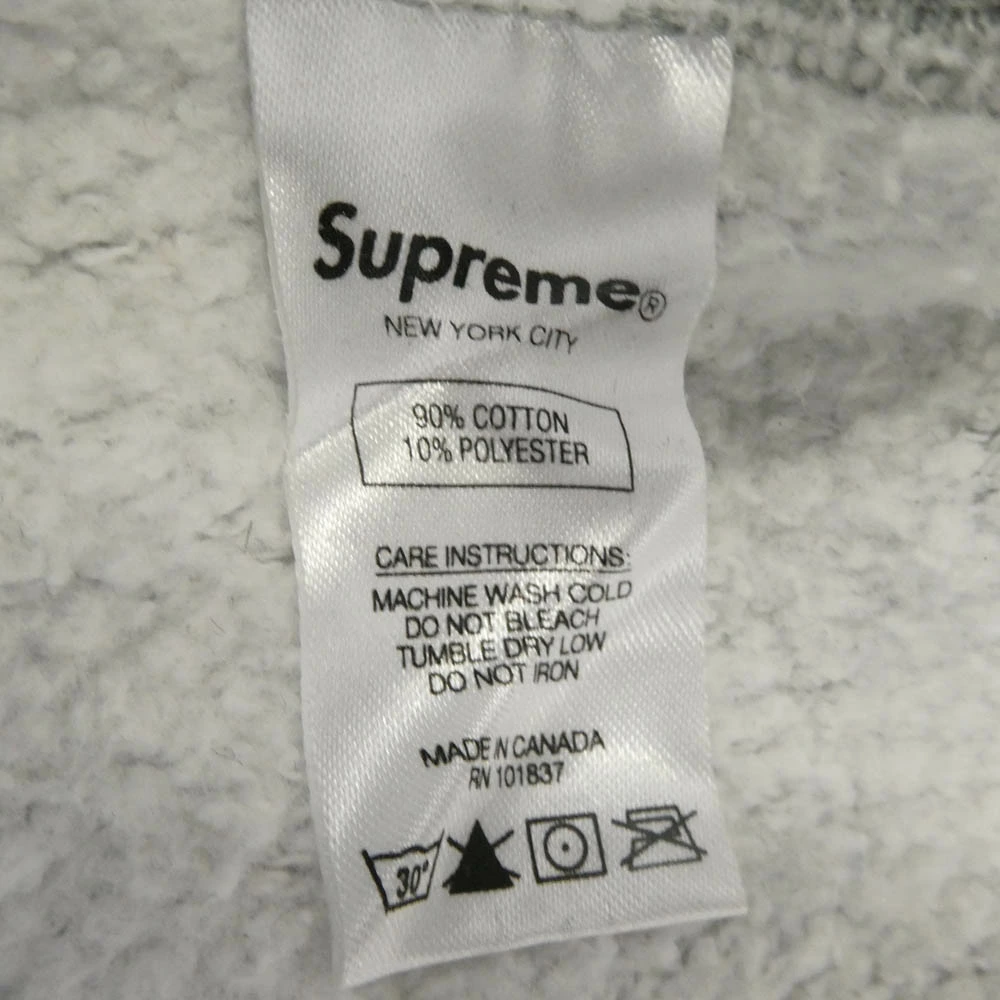 Supreme®
NEW YORK CITY
90% COTTON
10% POLYESTER
CARE INSTRUCTIONS:
MACHINE WASH COLD
DO NOT BLEACH
TUMBLE DRY LOW
DO NOT IRON
MADE IN CANADA
RN 101837
30°